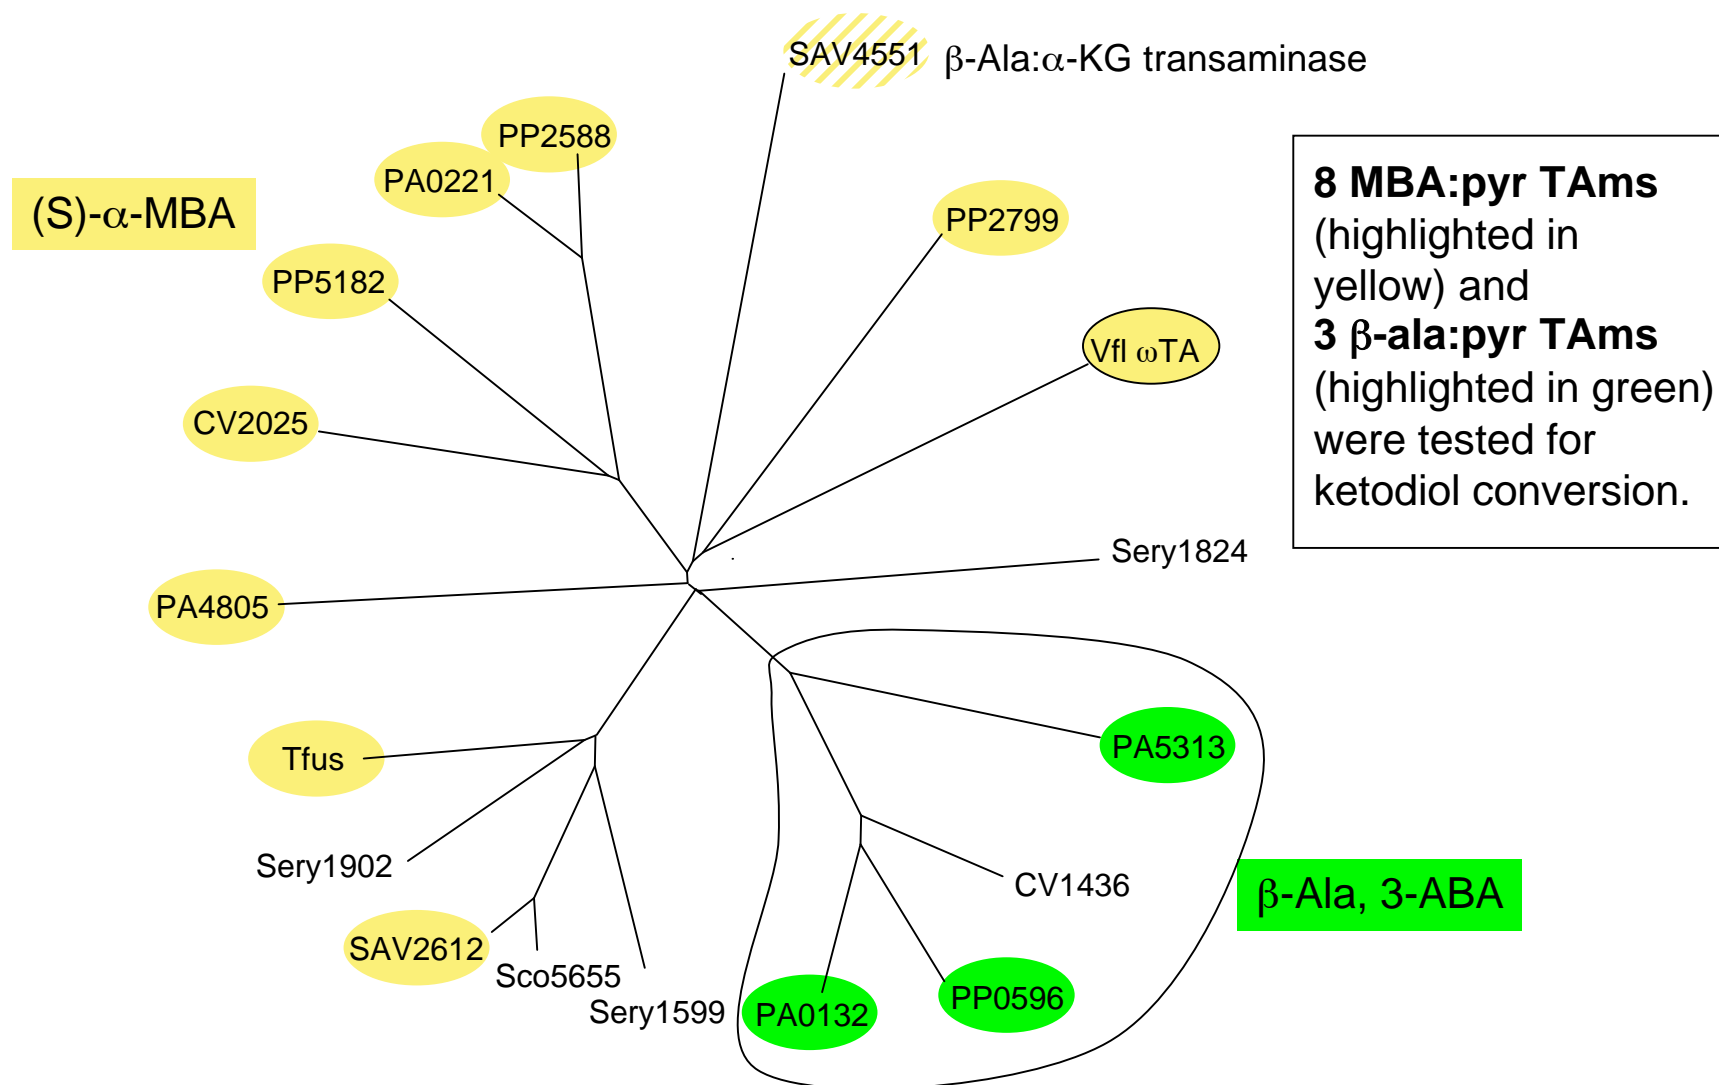 SAV4551 β-Ala:α-KG transaminase
PP2588
PA0221
(S)-α-MBA
PP2799
PP5182
Vfl ωTA
CV2025
8 MBA:pyr TAms
(highlighted in
yellow) and
3 β-ala:pyr TAms
(highlighted in green)
were tested for
ketodiol conversion.
Sery1824
PA4805
Tfus
PA5313
Sery1902
CV1436
β-Ala, 3-ABA
SAV2612
Sco5655
Sery1599
PA0132
PP0596